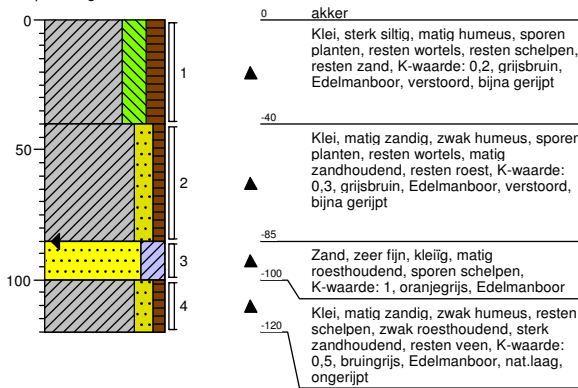 0
50
100
1
2
3
4
0 akker
Klei, sterk siltig, matig humeus, sporen
planten, resten wortels, resten schelpen,
resten zand, K-waarde: 0,2, grijsbruin,
Edelmanboor, verstoord, bijna gerijpt
-40
Klei, matig zandig, zwak humeus, sporen
planten, resten wortels, matig
zandhoudend, resten roest, K-waarde:
0,3, grijsbruin, Edelmanboor, verstoord,
bijna gerijpt
-85
Zand, zeer fijn, kleiïg, matig
roesthoudend, sporen schelpen,
K-waarde: 1, oranjegrijs, Edelmanboor
-100
Klei, matig zandig, zwak humeus, resten
schelpen, zwak roesthoudend, sterk
zandhoudend, resten veen, K-waarde:
0,5, bruingrijs, Edelmanboor, nat.laag,
ongerijpt
-120